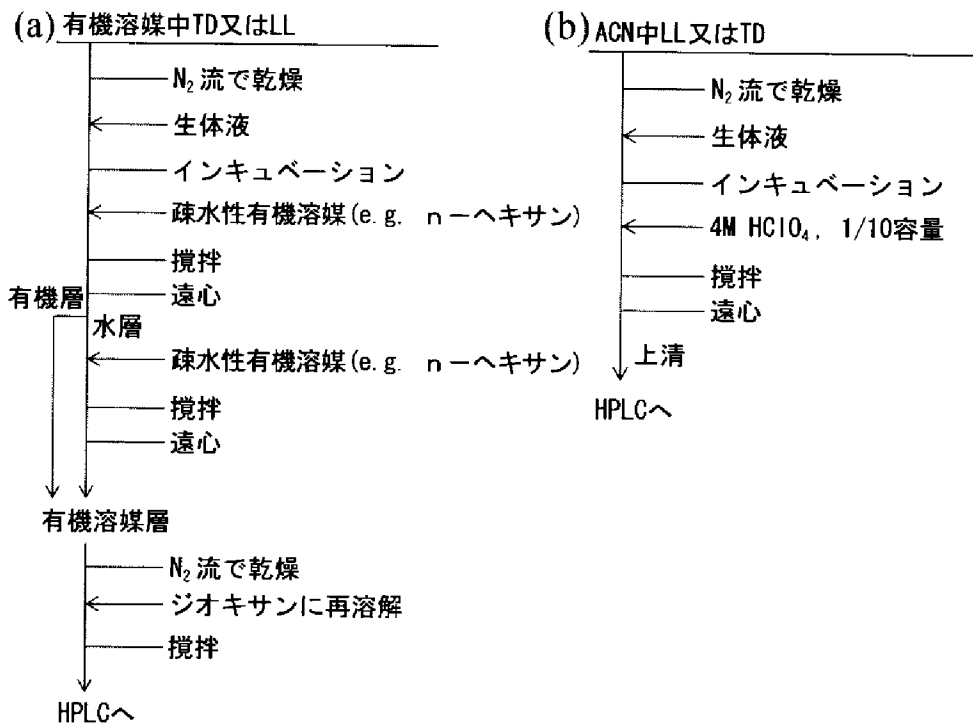 (a) 有機溶媒中TD又はLL
N₂流で乾燥
生体液
インキュベーション
疎水性有機溶媒(e.g. n-ヘキサン)
攪拌
遠心
有機層
水層
疎水性有機溶媒(e.g. n-ヘキサン)
攪拌
遠心
有機溶媒層
N₂流で乾燥
ジオキサンに再溶解
攪拌
HPLCへ
(b) ACN中LL又はTD
N₂流で乾燥
生体液
インキュベーション
4M HClO₄, 1/10容量
攪拌
遠心
上清
HPLCへ